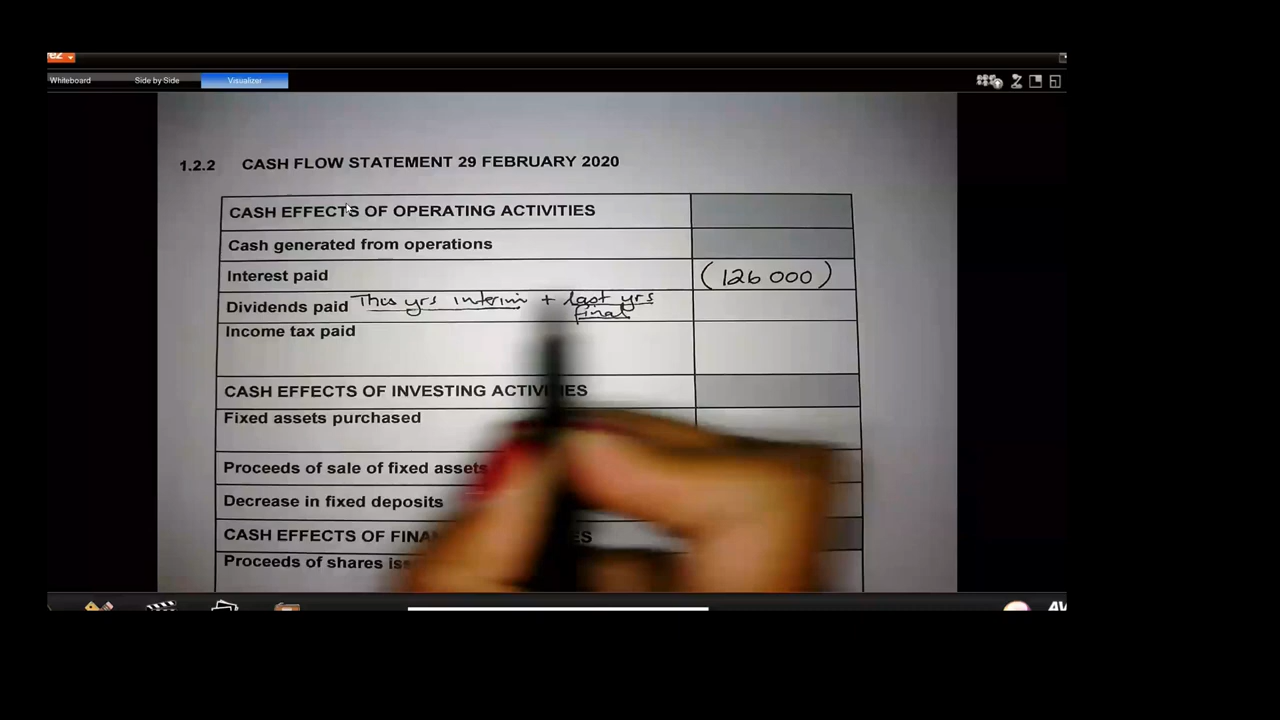 eZ
Whiteboard Side by Side Visualizer
1.2.2 CASH FLOW STATEMENT 29 FEBRUARY 2020
CASH EFFECTS OF OPERATING ACTIVITIES
Cash generated from operations
Interest paid (126 000)
Dividends paid This yrs interim + last yrs
final
Income tax paid
CASH EFFECTS OF INVESTING ACTIVITIES
Fixed assets purchased
Proceeds of sale of fixed assets
Decrease in fixed deposits
CASH EFFECTS OF
Proceeds of shares